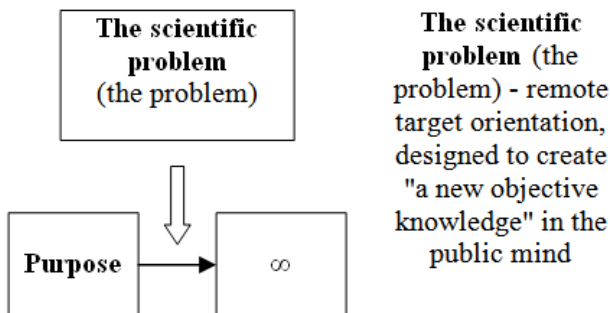 The scientific
problem
(the problem)
Purpose
∞
The scientific
problem (the
problem) - remote
target orientation,
designed to create
"a new objective
knowledge" in the
public mind